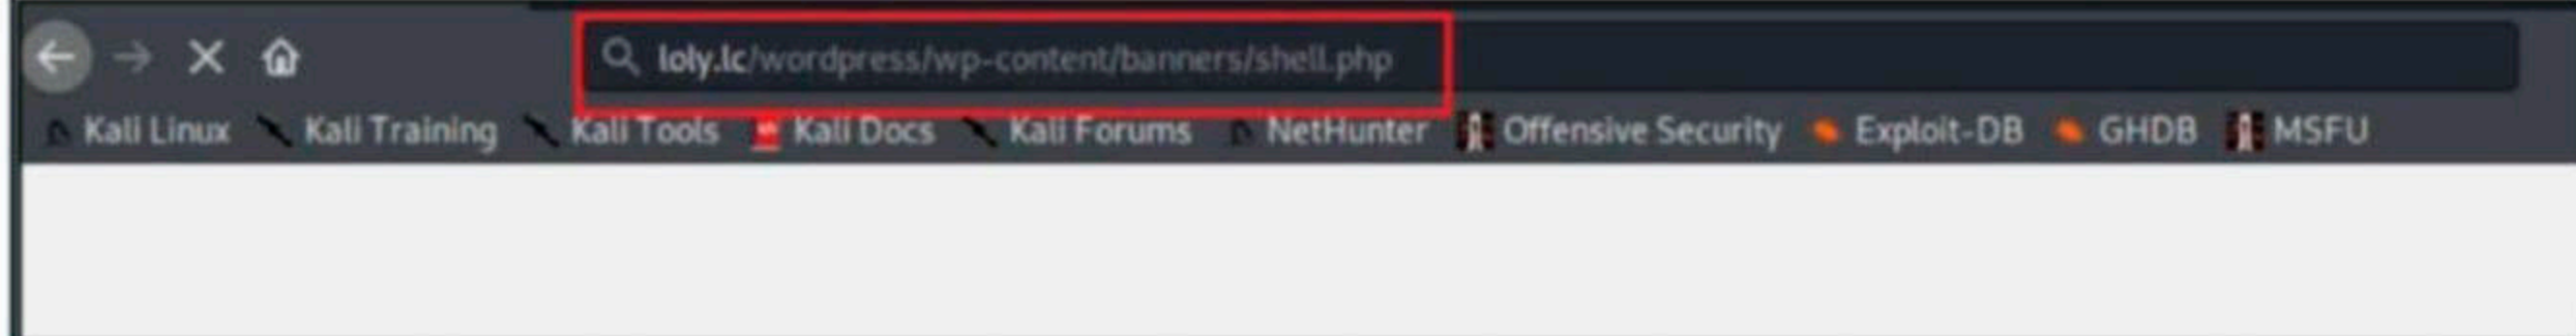 loly.lc/wordpress/wp-content/banners/shell.php
Kali Linux Kali Training Kali Tools Kali Docs Kali Forums NetHunter Offensive Security Exploit-DB GHDB MSFU